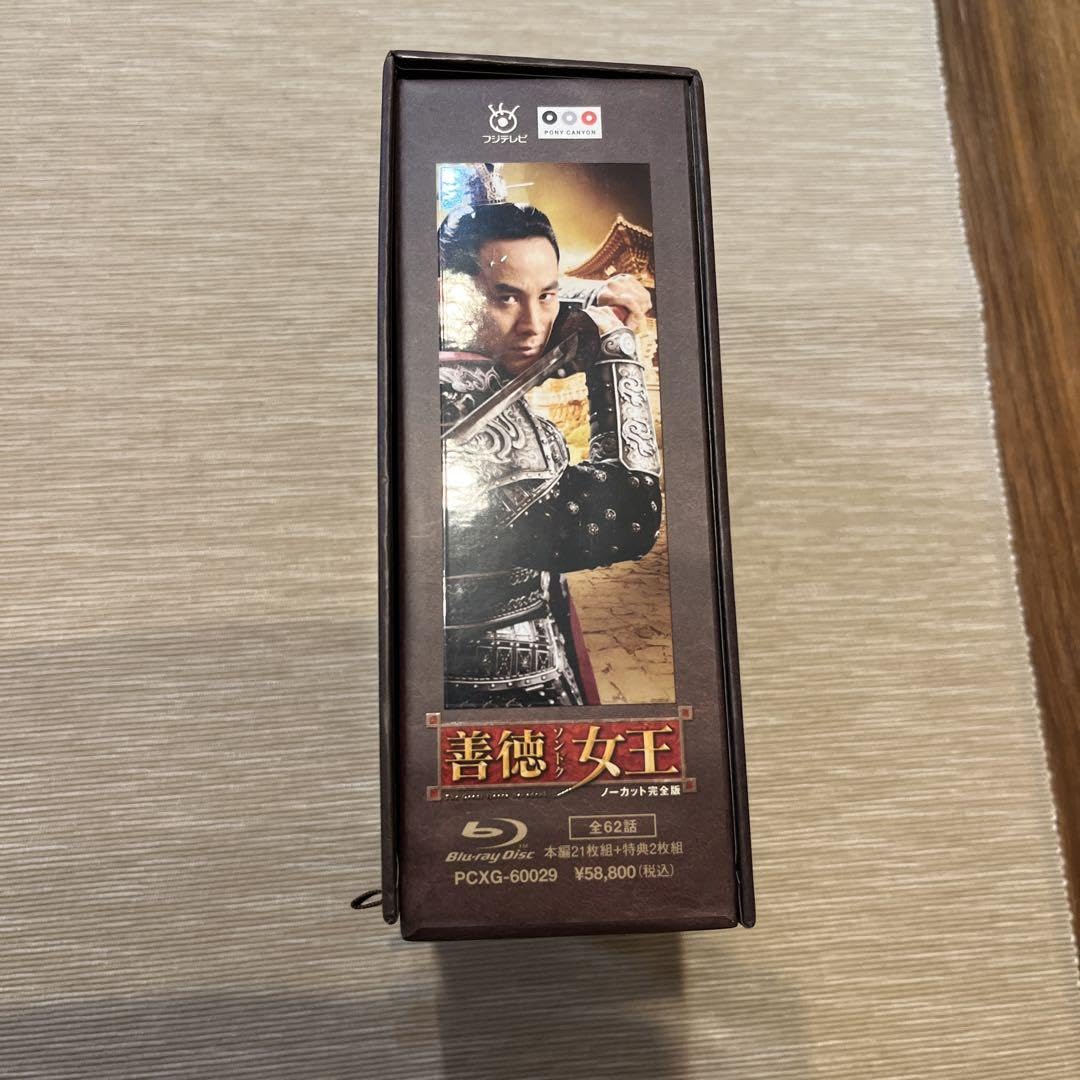 フジテレビ
PONY CANYON
善徳女王
ソンドク
ノーカット完全版
Blu-ray Disc™
全62話
本編21枚組+特典2枚組
PCXG-60029 ¥58,800(税込)